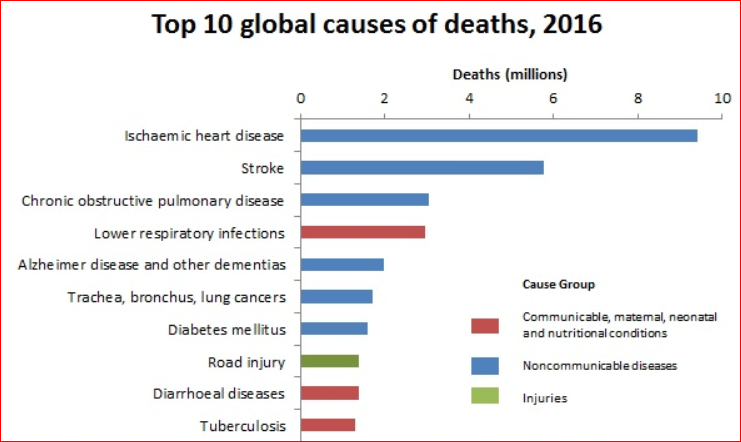 Top 10 global causes of deaths, 2016
Deaths (millions)
0 2 4 6 8 10
Ischaemic heart disease
Stroke
Chronic obstructive pulmonary disease
Lower respiratory infections
Alzheimer disease and other dementias
Trachea, bronchus, lung cancers
Diabetes mellitus
Road injury
Diarrhoeal diseases
Tuberculosis
Cause Group
Communicable, maternal, neonatal
and nutritional conditions
Noncommunicable diseases
Injuries